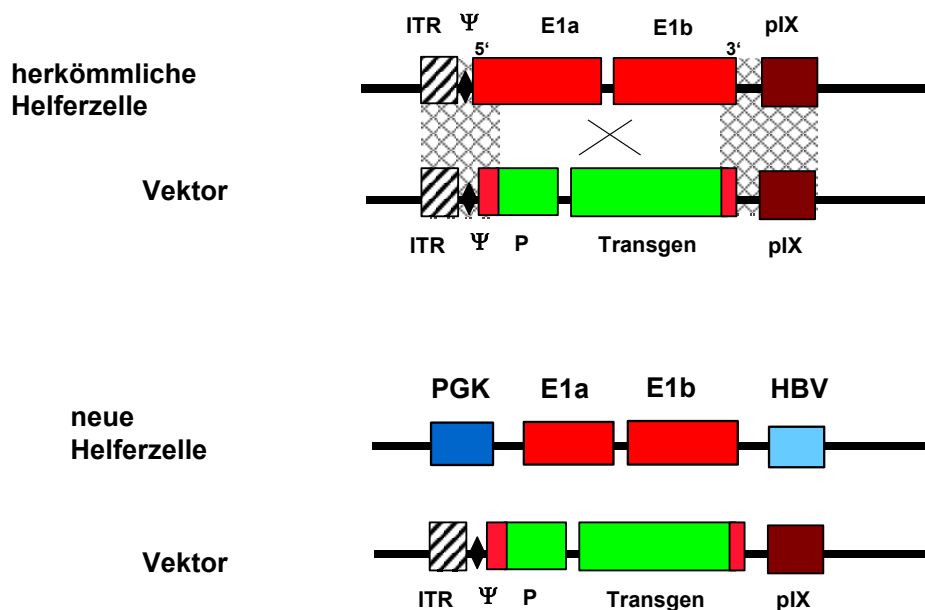 ITR Ψ E1a E1b pIX
5‘ 3‘
herkömmliche
Helferzelle
Vektor
ITR Ψ P Transgen pIX
PGK E1a E1b HBV
neue
Helferzelle
Vektor
ITR Ψ P Transgen pIX